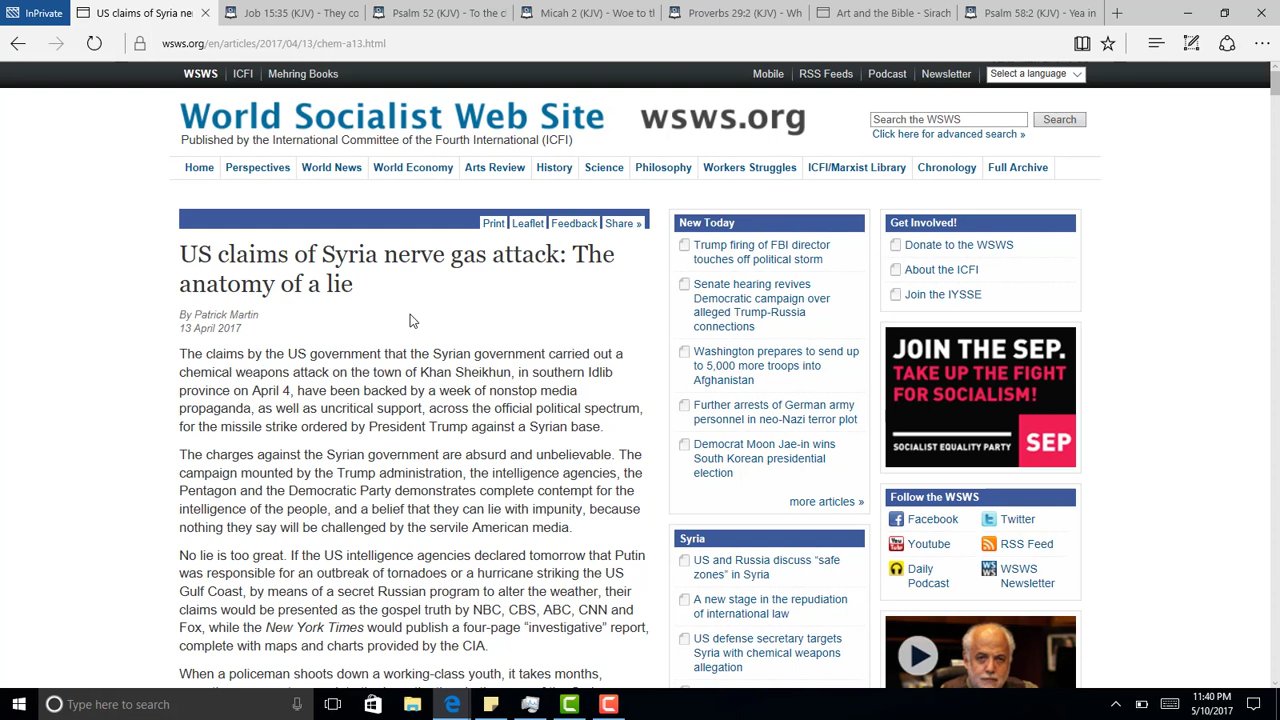 InPrivate
US claims of Syria ner
Job 15:35 (KJV) - They co
Psalm 52 (KJV) - To the c
Micah 2 (KJV) - Woe to th
Proverbs 29:2 (KJV) - Wh
Art and the Bible - Sirach
Psalm 58:2 (KJV) - Yea in
wsws.org/en/articles/2017/04/13/chem-a13.html
WSWS ICFI Mehring Books
Mobile RSS Feeds Podcast Newsletter Select a language
World Socialist Web Site wsws.org
Published by the International Committee of the Fourth International (ICFI)
Search the WSWS Search
Click here for advanced search »
Home Perspectives World News World Economy Arts Review History Science Philosophy Workers Struggles ICFI/Marxist Library Chronology Full Archive
Print Leaflet Feedback Share »
US claims of Syria nerve gas attack: The
anatomy of a lie
By Patrick Martin
13 April 2017
The claims by the US government that the Syrian government carried out a
chemical weapons attack on the town of Khan Sheikhun, in southern Idlib
province on April 4, have been backed by a week of nonstop media
propaganda, as well as uncritical support, across the official political spectrum,
for the missile strike ordered by President Trump against a Syrian base.
The charges against the Syrian government are absurd and unbelievable. The
campaign mounted by the Trump administration, the intelligence agencies, the
Pentagon and the Democratic Party demonstrates complete contempt for the
intelligence of the people, and a belief that they can lie with impunity, because
nothing they say will be challenged by the servile American media.
No lie is too great. If the US intelligence agencies declared tomorrow that Putin
was responsible for an outbreak of tornadoes or a hurricane striking the US
Gulf Coast, by means of a secret Russian program to alter the weather, their
claims would be presented as the gospel truth by NBC, CBS, ABC, CNN and
Fox, while the New York Times would publish a four-page “investigative” report,
complete with maps and charts provided by the CIA.
When a policeman shoots down a working-class youth, it takes months,
New Today
Trump firing of FBI director
touches off political storm
Senate hearing revives
Democratic campaign over
alleged Trump-Russia
connections
Washington prepares to send up
to 5,000 more troops into
Afghanistan
Further arrests of German army
personnel in neo-Nazi terror plot
Democrat Moon Jae-in wins
South Korean presidential
election
more articles »
Syria
US and Russia discuss “safe
zones” in Syria
A new stage in the repudiation
of international law
US defense secretary targets
Syria with chemical weapons
allegation
Get Involved!
Donate to the WSWS
About the ICFI
Join the IYSSE
JOIN THE SEP.
TAKE UP THE FIGHT
FOR SOCIALISM!
SOCIALIST EQUALITY PARTY SEP
Follow the WSWS
Facebook Twitter
Youtube RSS Feed
Daily
Podcast
WSWS
Newsletter
Type here to search
11:40 PM
5/10/2017